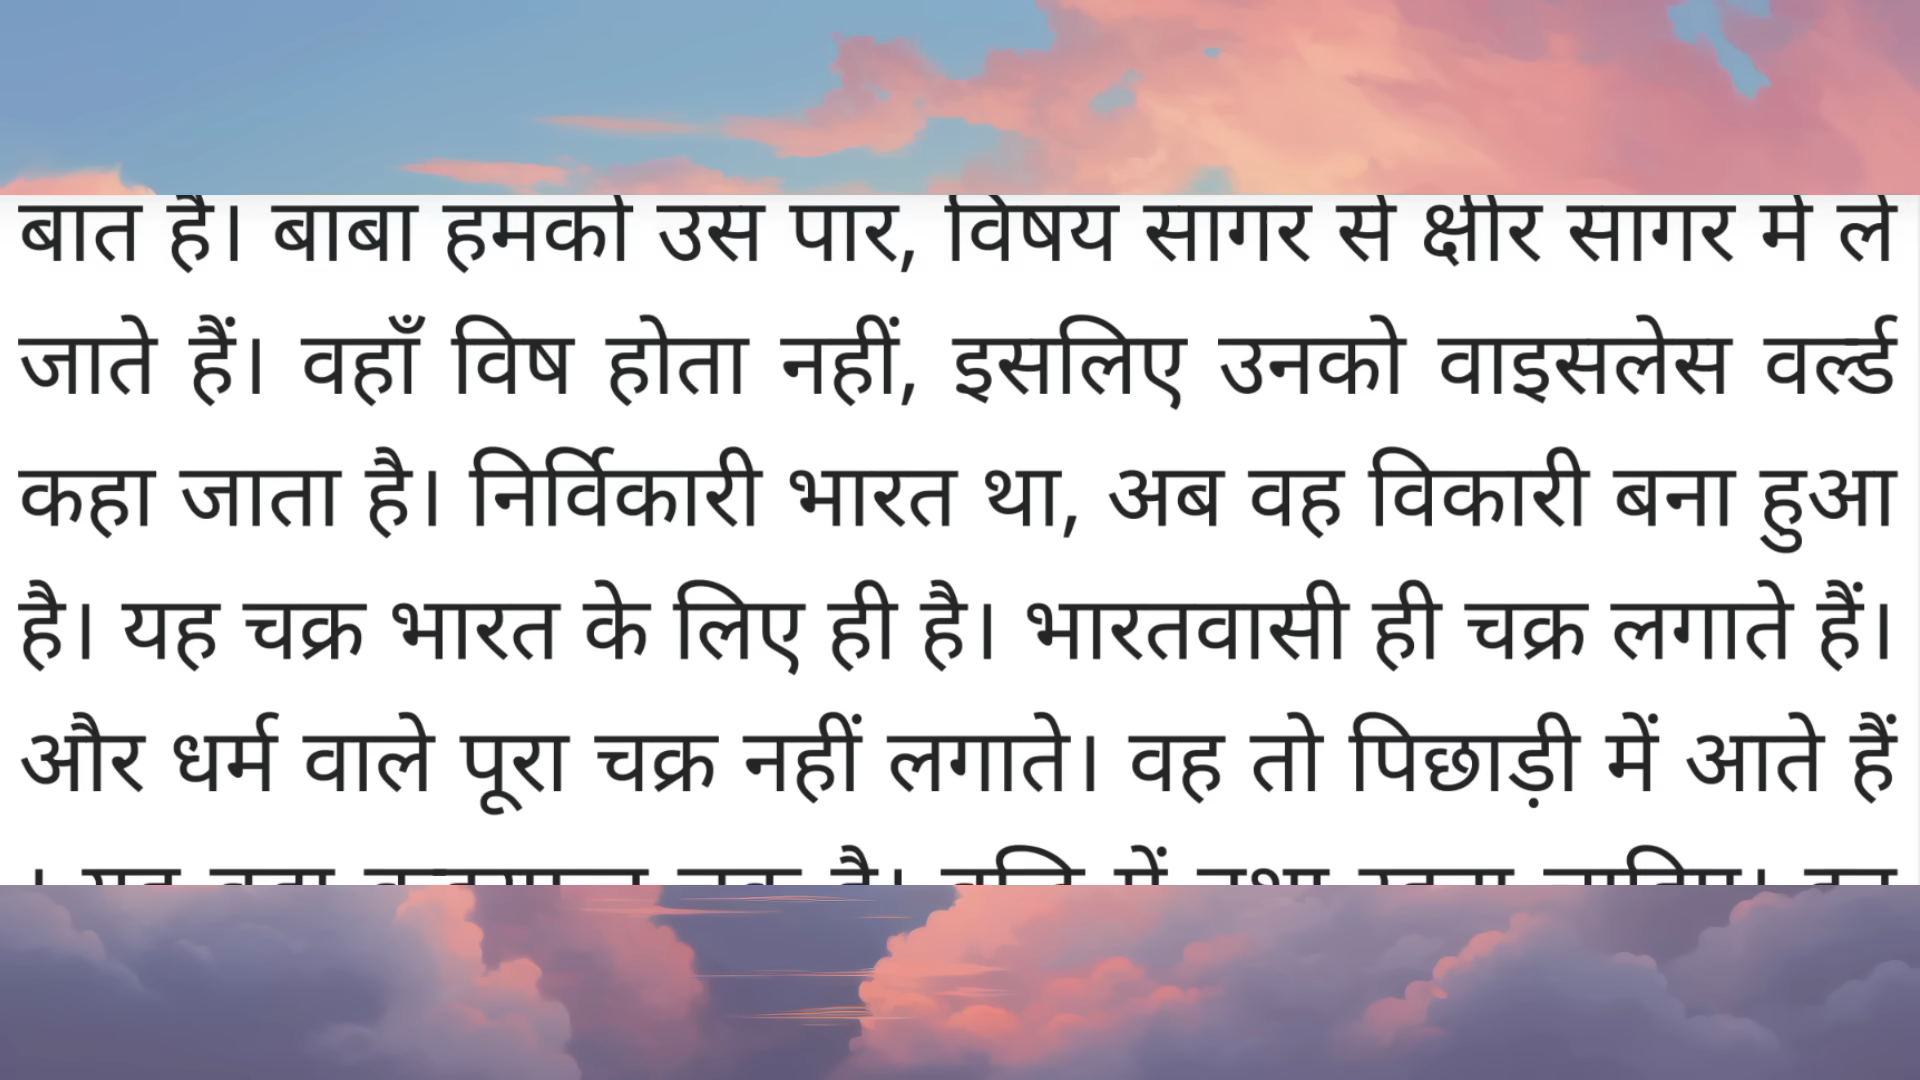 बात है। बाबा हमको उस पार, विषय सागर से क्षीर सागर में ले
जाते हैं। वहाँ विष होता नहीं, इसलिए उनको वाइसलेस वर्ल्ड
कहा जाता है। निर्विकारी भारत था, अब वह विकारी बना हुआ
है। यह चक्र भारत के लिए ही है। भारतवासी ही चक्र लगाते हैं।
और धर्म वाले पूरा चक्र नहीं लगाते। वह तो पिछाड़ी में आते हैं